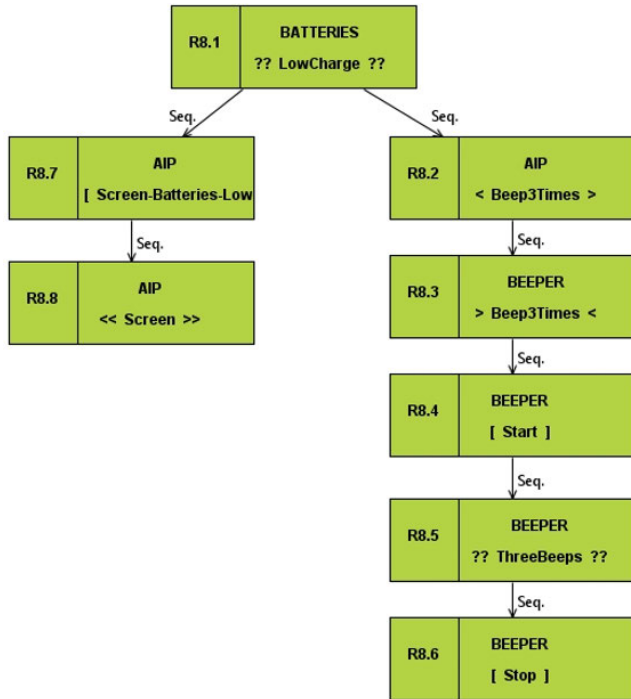 R8.1
BATTERIES
?? LowCharge ??
Seq.
Seq.
R8.7
AIP
[ Screen-Batteries-Low
R8.2
AIP
< Beep3Times >
Seq.
Seq.
R8.8
AIP
<< Screen >>
R8.3
BEEPER
> Beep3Times <
Seq.
R8.4
BEEPER
[ Start ]
Seq.
R8.5
BEEPER
?? ThreeBeeps ??
Seq.
R8.6
BEEPER
[ Stop ]